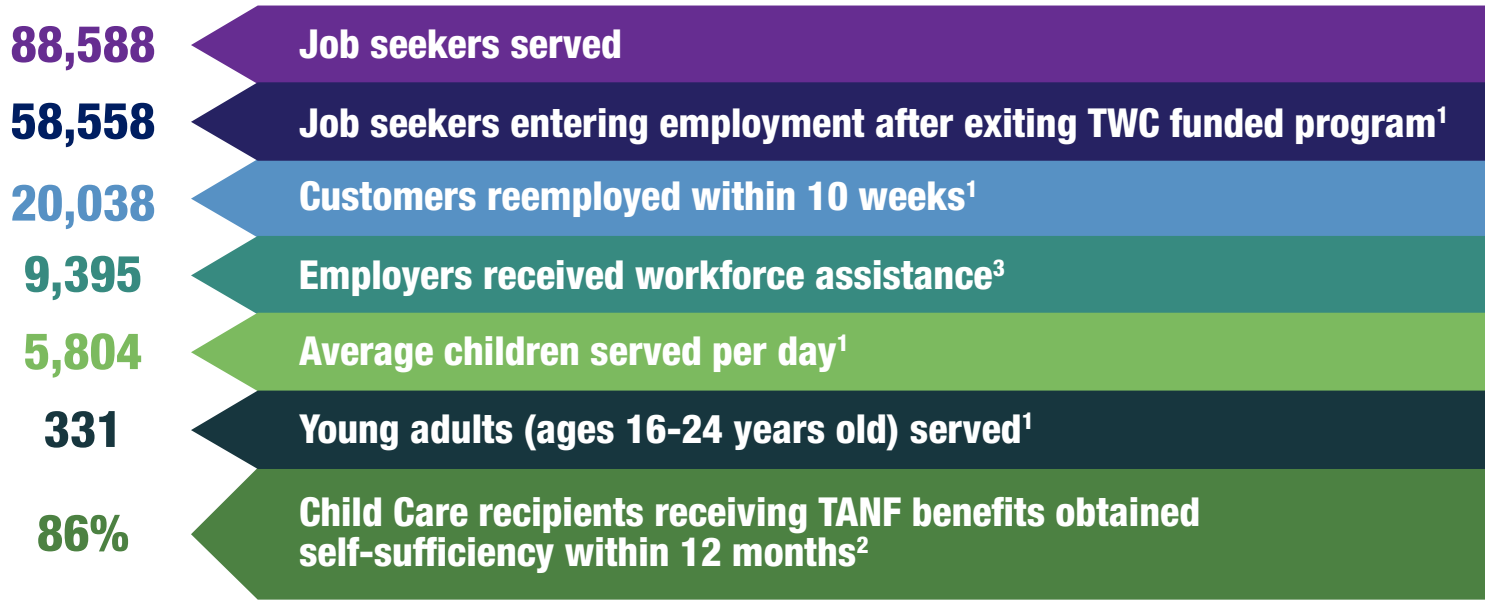 88,588 Job seekers served
58,558 Job seekers entering employment after exiting TWC funded program¹
20,038 Customers reemployed within 10 weeks¹
9,395 Employers received workforce assistance³
5,804 Average children served per day¹
331 Young adults (ages 16-24 years old) served¹
86% Child Care recipients receiving TANF benefits obtained
self-sufficiency within 12 months²